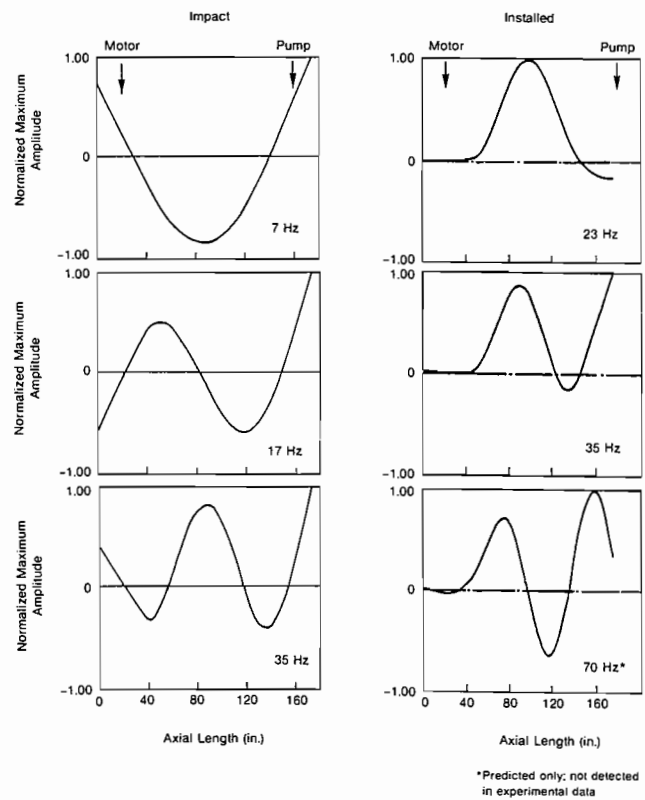 Impact
Motor
Pump
Normalized Maximum
Amplitude
1.00
0
-1.00
7 Hz
Normalized Maximum
Amplitude
1.00
0
-1.00
17 Hz
Normalized Maximum
Amplitude
1.00
0
-1.00
35 Hz
0 40 80 120 160
Axial Length (in.)
Installed
Motor
Pump
1.00
0
-1.00
23 Hz
1.00
0
-1.00
35 Hz
1.00
0
-1.00
70 Hz*
0 40 80 120 160
Axial Length (in.)
*Predicted only; not detected
in experimental data